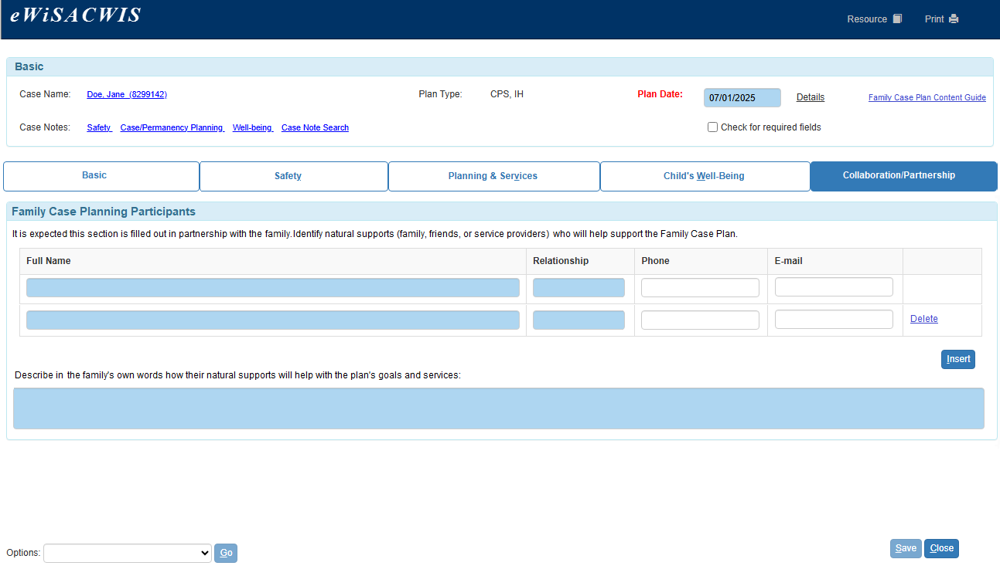 eWiSACWIS
Resource Print
Basic
Case Name: Doe, Jane (8299142) Plan Type: CPS, IH Plan Date: 07/01/2025 Details Family Case Plan Content Guide
Case Notes: Safety Case/Permanency Planning Well-being Case Note Search Check for required fields
Basic Safety Planning & Services Child's Well-Being Collaboration/Partnership
Family Case Planning Participants
It is expected this section is filled out in partnership with the family.Identify natural supports (family, friends, or service providers) who will help support the Family Case Plan.
Full Name Relationship Phone E-mail
Delete
Insert
Describe in the family's own words how their natural supports will help with the plan's goals and services:
Options: Go Save Close